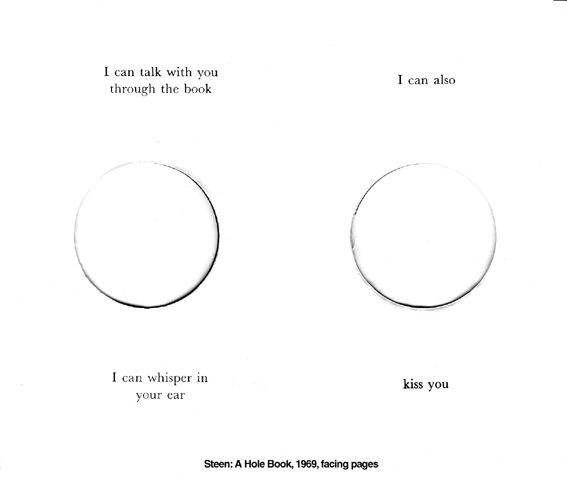 I can talk with you
through the book
I can whisper in
your ear
I can also
kiss you
Steen: A Hole Book, 1969, facing pages